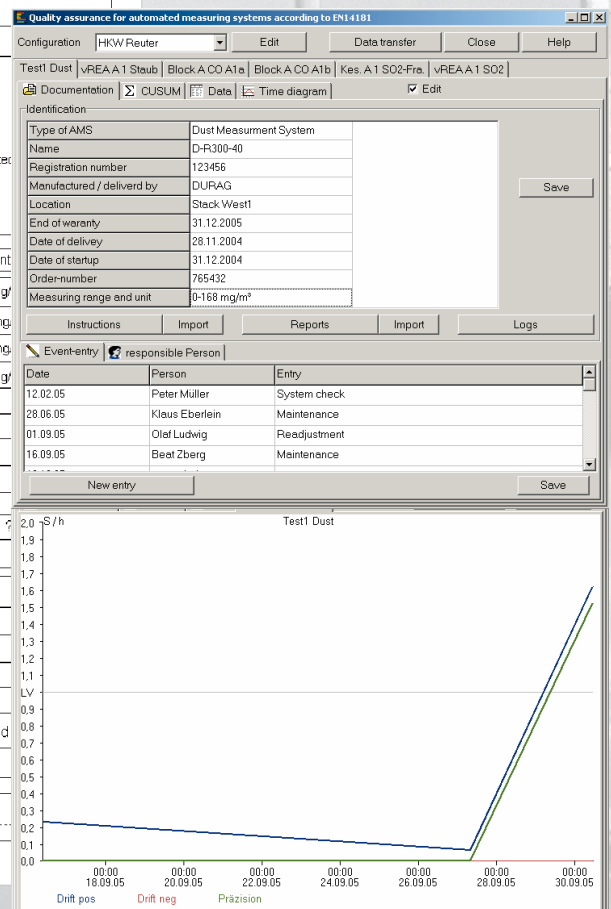 Quality assurance for automated measuring systems according to EN14181
Configuration HKW Reuter Edit Data transfer Close Help
Test1 Dust vREA A 1 Staub Block A CO A1a Block A CO A1b Kes. A 1 SO2-Fra. vREA A 1 SO2
Documentation Σ CUSUM Data Time diagram Edit
Identification
Type of AMS Dust Measurment System
Name D-R300-40
Registration number 123456
Manufactured / deliverd by DURAG
Location Stack West1
End of waranty 31.12.2005
Date of delivey 28.11.2004
Date of startup 31.12.2004
Order-number 765432
Measuring range and unit 0-168 mg/m³
Save
Instructions Import Reports Import Logs
Event-entry responsible Person
Date Person Entry
12.02.05 Peter Müller System check
28.06.05 Klaus Eberlein Maintenance
01.09.05 Olaf Ludwig Readjustment
16.09.05 Beat Zberg Maintenance
New entry Save
S / h Test1 Dust
2,0
1,9
1,8
1,7
1,6
1,5
1,4
1,3
1,2
1,1
LV
0,9
0,8
0,7
0,6
0,5
0,4
0,3
0,2
0,1
0,0
00:00 00:00 00:00 00:00 00:00 00:00 00:00
18.09.05 20.09.05 22.09.05 24.09.05 26.09.05 28.09.05 30.09.05
Drift pos Drift neg Präzision